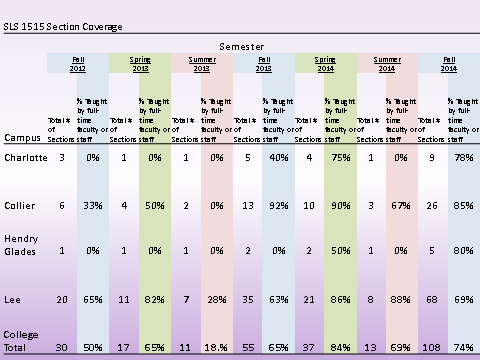 SLS 1515 Section Coverage
Semester
Fall 2012 Spring 2013 Summer 2013 Fall 2013 Spring 2014 Summer 2014 Fall 2014
Campus Total # of Sections % Taught by full-time faculty or staff Total # of Sections % Taught by full-time faculty or staff Total # of Sections % Taught by full-time faculty or staff Total # of Sections % Taught by full-time faculty or staff Total # of Sections % Taught by full-time faculty or staff Total # of Sections % Taught by full-time faculty or staff Total # of Sections % Taught by full-time faculty or staff
Charlotte 3 0% 1 0% 1 0% 5 40% 4 75% 1 0% 9 78%
Collier 6 33% 4 50% 2 0% 13 92% 10 90% 3 67% 26 85%
Hendry
Glades 1 0% 1 0% 1 0% 2 0% 2 50% 1 0% 5 80%
Lee 20 65% 11 82% 7 28% 35 63% 21 86% 8 88% 68 69%
College
Total 30 50% 17 65% 11 18.% 55 65% 37 84% 13 69% 108 74%